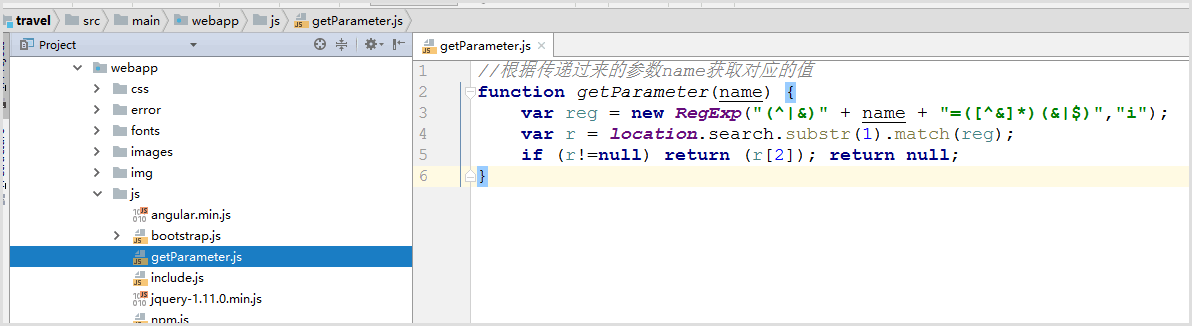 travel src main webapp js getParameter.js
Project
getParameter.js
webapp
css
error
fonts
images
img
js
angular.min.js
bootstrap.js
getParameter.js
include.js
jquery-1.11.0.min.js
npm.js
1 //根据传递过来的参数name获取对应的值
2 function getParameter(name) {
3 var reg = new RegExp("(^|&)" + name + "=([^&]*)(&|$)","i");
4 var r = location.search.substr(1).match(reg);
5 if (r!=null) return (r[2]); return null;
6 }